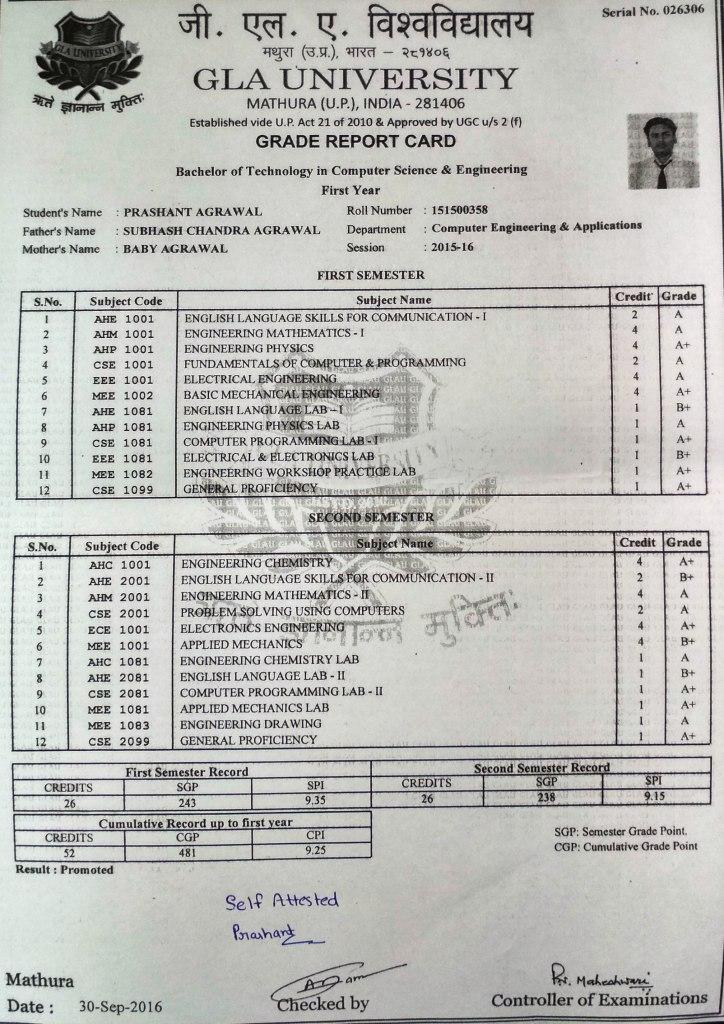 Serial No. 026306
GLA UNIVERSITY
ऋते ज्ञानान्न मुक्तिः
जी. एल. ए. विश्वविद्यालय
मथुरा (उ.प्र.), भारत - २८१४०६
GLA UNIVERSITY
MATHURA (U.P.), INDIA - 281406
Established vide U.P. Act 21 of 2010 & Approved by UGC u/s 2 (f)
GRADE REPORT CARD
Bachelor of Technology in Computer Science & Engineering
First Year
Student's Name : PRASHANT AGRAWAL Roll Number : 151500358
Father's Name : SUBHASH CHANDRA AGRAWAL Department : Computer Engineering & Applications
Mother's Name : BABY AGRAWAL Session : 2015-16
FIRST SEMESTER
S.No. Subject Code Subject Name Credit Grade
1 AHE 1001 ENGLISH LANGUAGE SKILLS FOR COMMUNICATION - I 2 A
2 AHM 1001 ENGINEERING MATHEMATICS - I 4 A
3 AHP 1001 ENGINEERING PHYSICS 4 A+
4 CSE 1001 FUNDAMENTALS OF COMPUTER & PROGRAMMING 2 A
5 EEE 1001 ELECTRICAL ENGINEERING 4 A
6 MEE 1002 BASIC MECHANICAL ENGINEERING 4 A+
7 AHE 1081 ENGLISH LANGUAGE LAB - I 1 B+
8 AHP 1081 ENGINEERING PHYSICS LAB 1 A
9 CSE 1081 COMPUTER PROGRAMMING LAB - I 1 A+
10 EEE 1081 ELECTRICAL & ELECTRONICS LAB 1 B+
11 MEE 1082 ENGINEERING WORKSHOP PRACTICE LAB 1 A+
12 CSE 1099 GENERAL PROFICIENCY 1 A+
SECOND SEMESTER
S.No. Subject Code Subject Name Credit Grade
1 AHC 1001 ENGINEERING CHEMISTRY 4 A+
2 AHE 2001 ENGLISH LANGUAGE SKILLS FOR COMMUNICATION - II 2 B+
3 AHM 2001 ENGINEERING MATHEMATICS - II 4 A
4 CSE 2001 PROBLEM SOLVING USING COMPUTERS 2 A
5 ECE 1001 ELECTRONICS ENGINEERING 4 A+
6 MEE 1001 APPLIED MECHANICS 4 B+
7 AHC 1081 ENGINEERING CHEMISTRY LAB 1 A
8 AHE 2081 ENGLISH LANGUAGE LAB - II 1 B+
9 CSE 2081 COMPUTER PROGRAMMING LAB - II 1 A+
10 MEE 1081 APPLIED MECHANICS LAB 1 A+
11 MEE 1083 ENGINEERING DRAWING 1 A
12 CSE 2099 GENERAL PROFICIENCY 1 A+
First Semester Record Second Semester Record
CREDITS SGP SPI CREDITS SGP SPI
26 243 9.35 26 238 9.15
Cumulative Record up to first year
CREDITS CGP CPI
52 481 9.25
SGP: Semester Grade Point.
CGP: Cumulative Grade Point
Result : Promoted
Self Attested
Prashant
Mathura
Date : 30-Sep-2016
Checked by
Maheshwari
Controller of Examinations